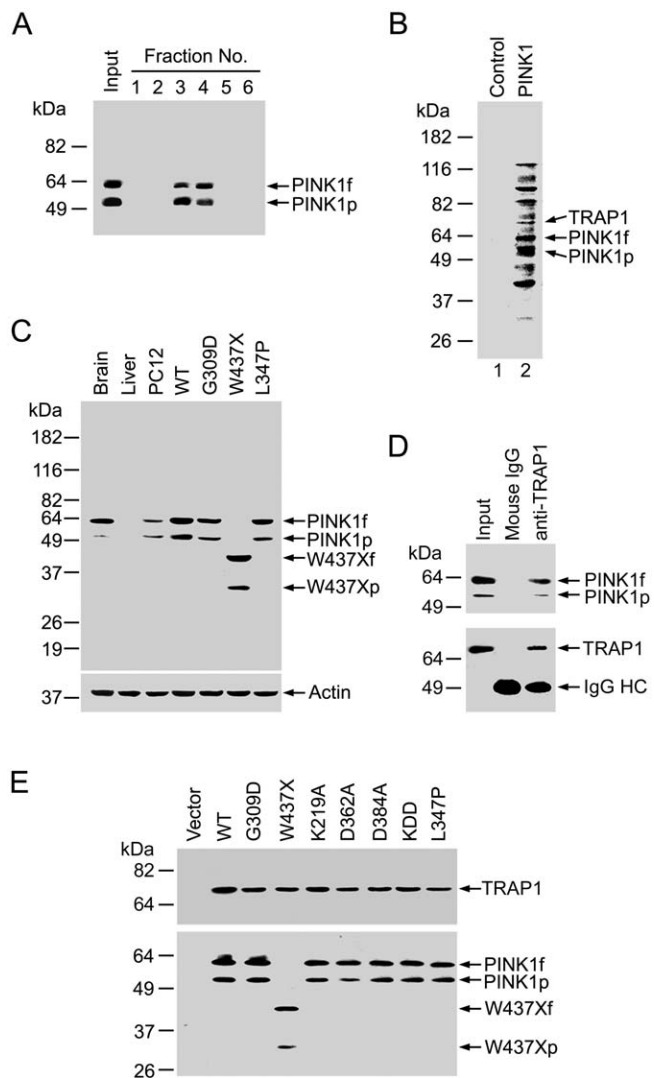 A
Fraction No.
Input 1 2 3 4 5 6
kDa
82
64
49
PINK1f
PINK1p
B
Control
PINK1
kDa
182
116
82
64
49
37
26
TRAP1
PINK1f
PINK1p
1 2
C
Brain
Liver
PC12
WT
G309D
W437X
L347P
kDa
182
116
82
64
49
37
26
19
PINK1f
PINK1p
W437Xf
W437Xp
37
Actin
D
Input
Mouse IgG
anti-TRAP1
kDa
64
49
PINK1f
PINK1p
64
49
TRAP1
IgG HC
E
Vector
WT
G309D
W437X
K219A
D362A
D384A
KDD
L347P
kDa
82
64
TRAP1
64
49
37
26
PINK1f
PINK1p
W437Xf
W437Xp